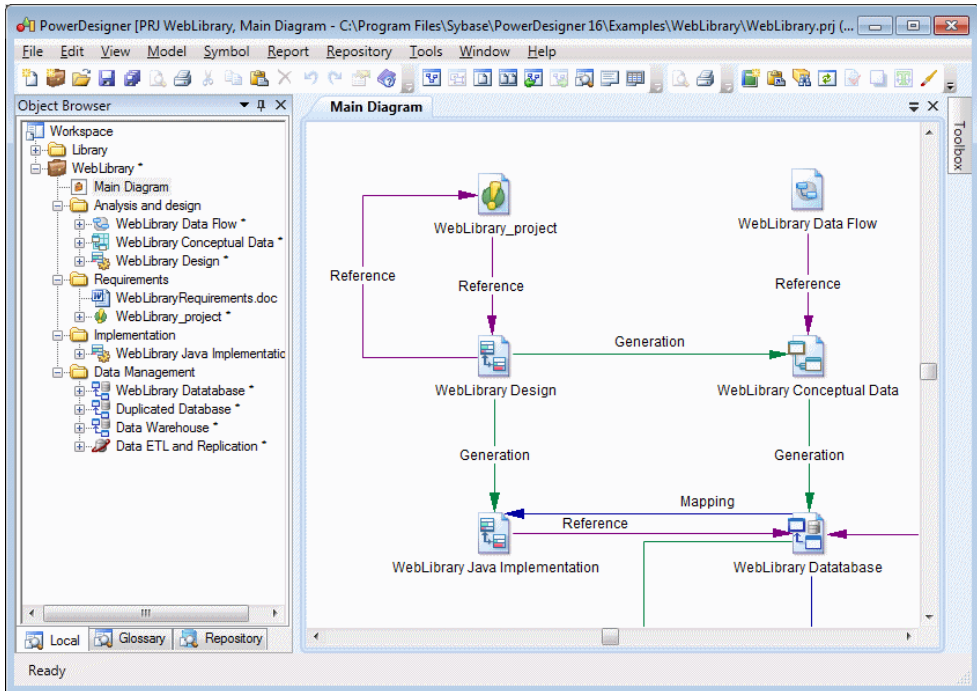 PowerDesigner [PRJ WebLibrary, Main Diagram - C:\Program Files\Sybase\PowerDesigner 16\Examples\WebLibrary\WebLibrary.prj (...
File Edit View Model Symbol Report Repository Tools Window Help
Object Browser
Workspace
Library
WebLibrary *
Main Diagram
Analysis and design
WebLibrary Data Flow *
WebLibrary Conceptual Data *
WebLibrary Design *
Requirements
WebLibraryRequirements.doc
WebLibrary_project *
Implementation
WebLibrary Java Implementatic
Data Management
WebLibrary Datatabase *
Duplicated Database *
Data Warehouse *
Data ETL and Replication *
Local Glossary Repository
Main Diagram
Toolbox
WebLibrary_project
WebLibrary Data Flow
Reference
Reference
Reference
Generation
WebLibrary Design
WebLibrary Conceptual Data
Generation
Generation
Mapping
Reference
WebLibrary Java Implementation
WebLibrary Datatabase
Ready